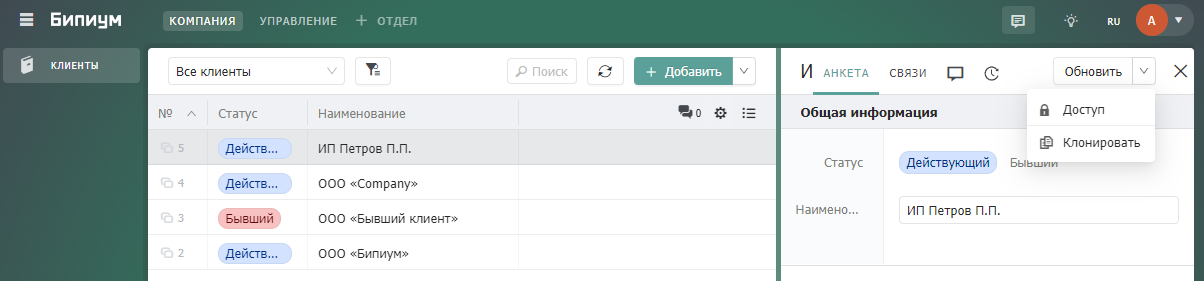 Бипиум КОМПАНИЯ УПРАВЛЕНИЕ + ОТДЕЛ RU А
КЛИЕНТЫ
Все клиенты Поиск + Добавить
И АНКЕТА СВЯЗИ Обновить
Доступ
Клонировать
№ Статус Наименование 0
5 Действ... ИП Петров П.П.
4 Действ... ООО «Company»
3 Бывший ООО «Бывший клиент»
2 Действ... ООО «Бипиум»
Общая информация
Статус Действующий Бывший
Наимено... ИП Петров П.П.